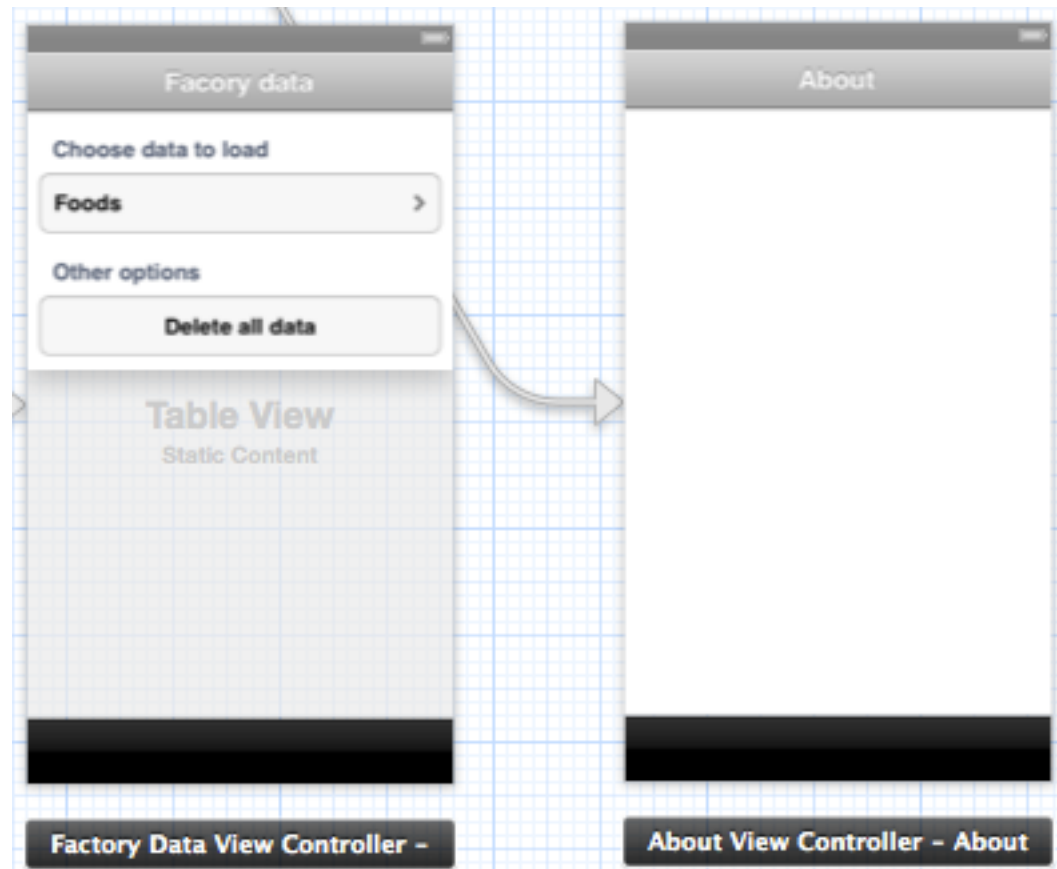 Facory data
Choose data to load
Foods
Other options
Delete all data
Table View
Static Content
Factory Data View Controller –
About
About View Controller – About